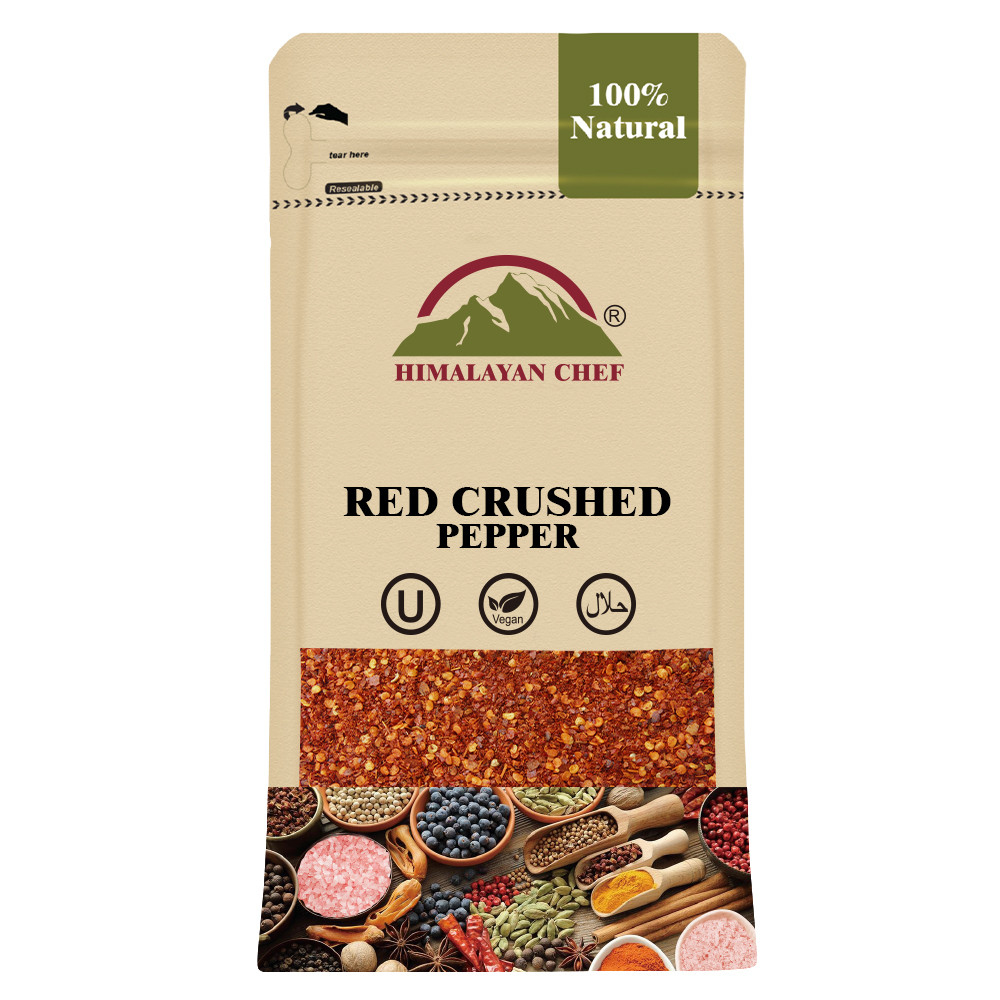 100%
Natural
tear here
Resealable
®
HIMALAYAN CHEF
RED CRUSHED
PEPPER
U
Vegan
حلال